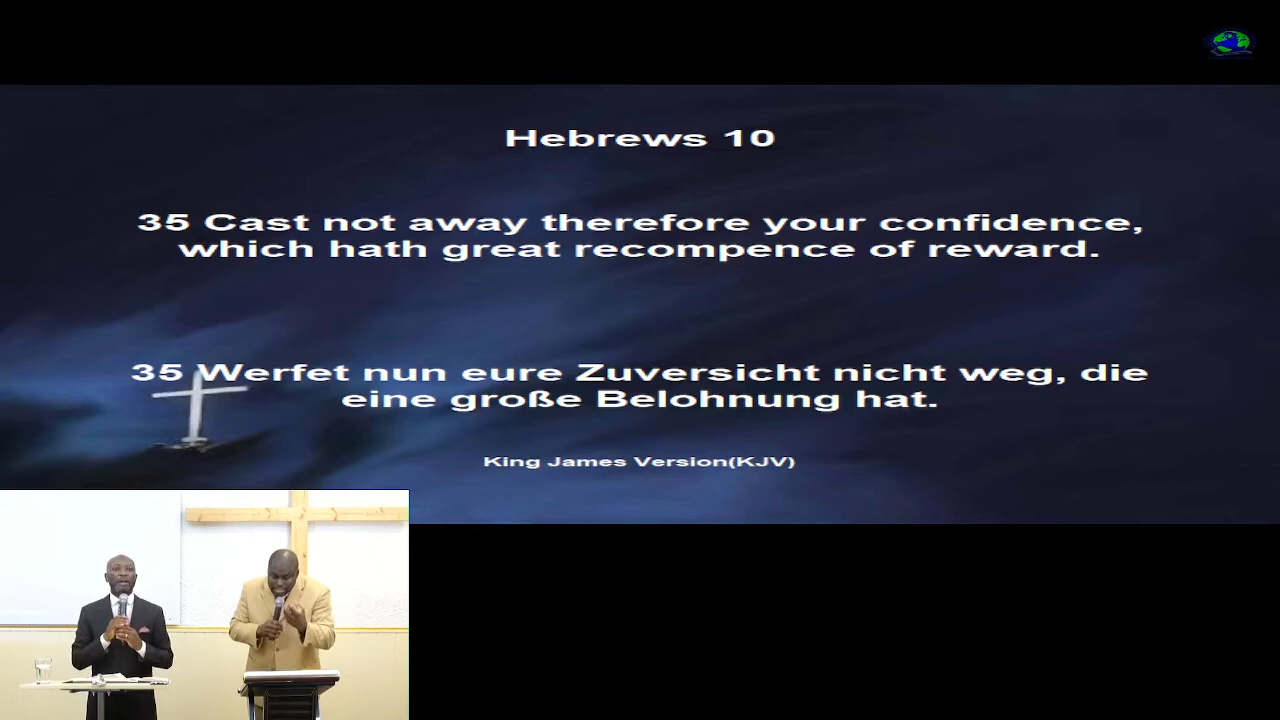 Hebrews 10
35 Cast not away therefore your confidence,
which hath great recompence of reward.
35 Werfet nun eure Zuversicht nicht weg, die
eine große Belohnung hat.
King James Version(KJV)